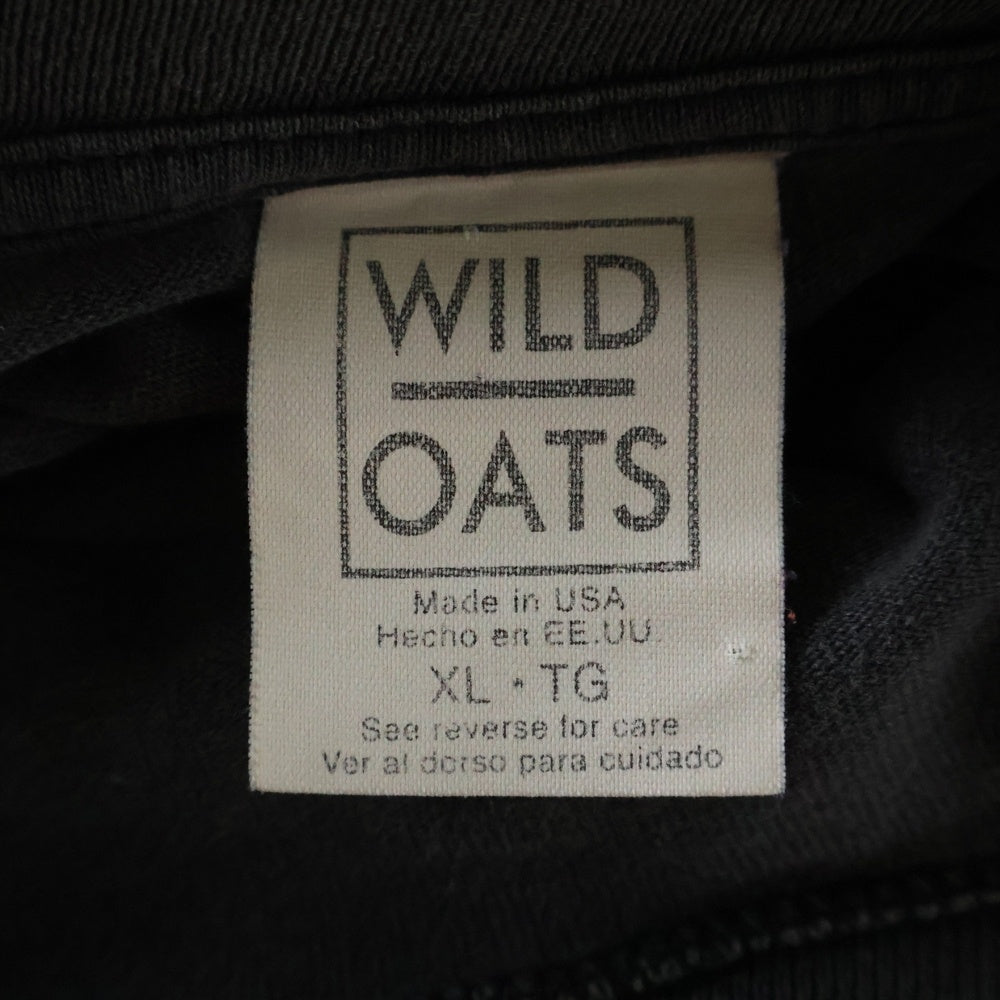 WILD
OATS
Made in USA
Hecho en EE.UU.
XL · TG
See reverse for care
Ver al dorso para cuidado